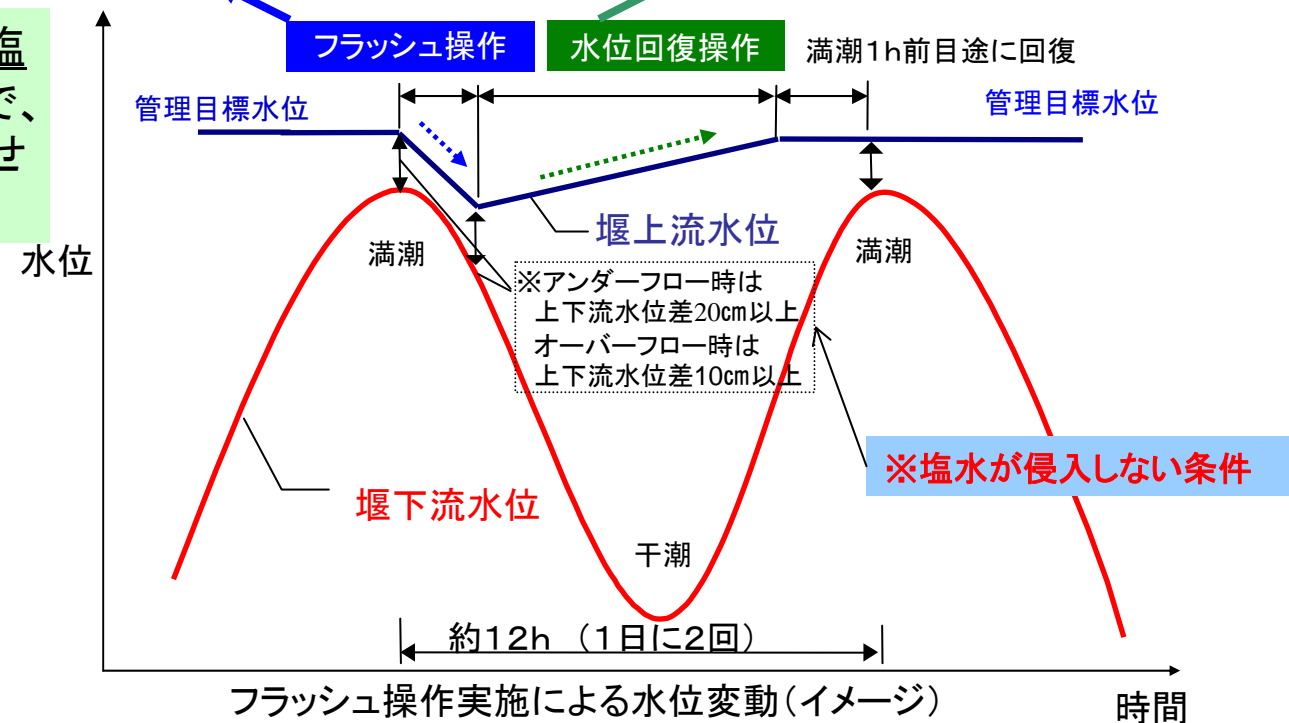 塩
で、
せ
フラッシュ操作
水位回復操作
満潮1h前目途に回復
管理目標水位
管理目標水位
堰上流水位
水位
満潮
満潮
※アンダーフロー時は
上下流水位差20㎝以上
オーバーフロー時は
上下流水位差10㎝以上
※塩水が侵入しない条件
堰下流水位
干潮
約12h (1日に2回)
フラッシュ操作実施による水位変動(イメージ)
時間